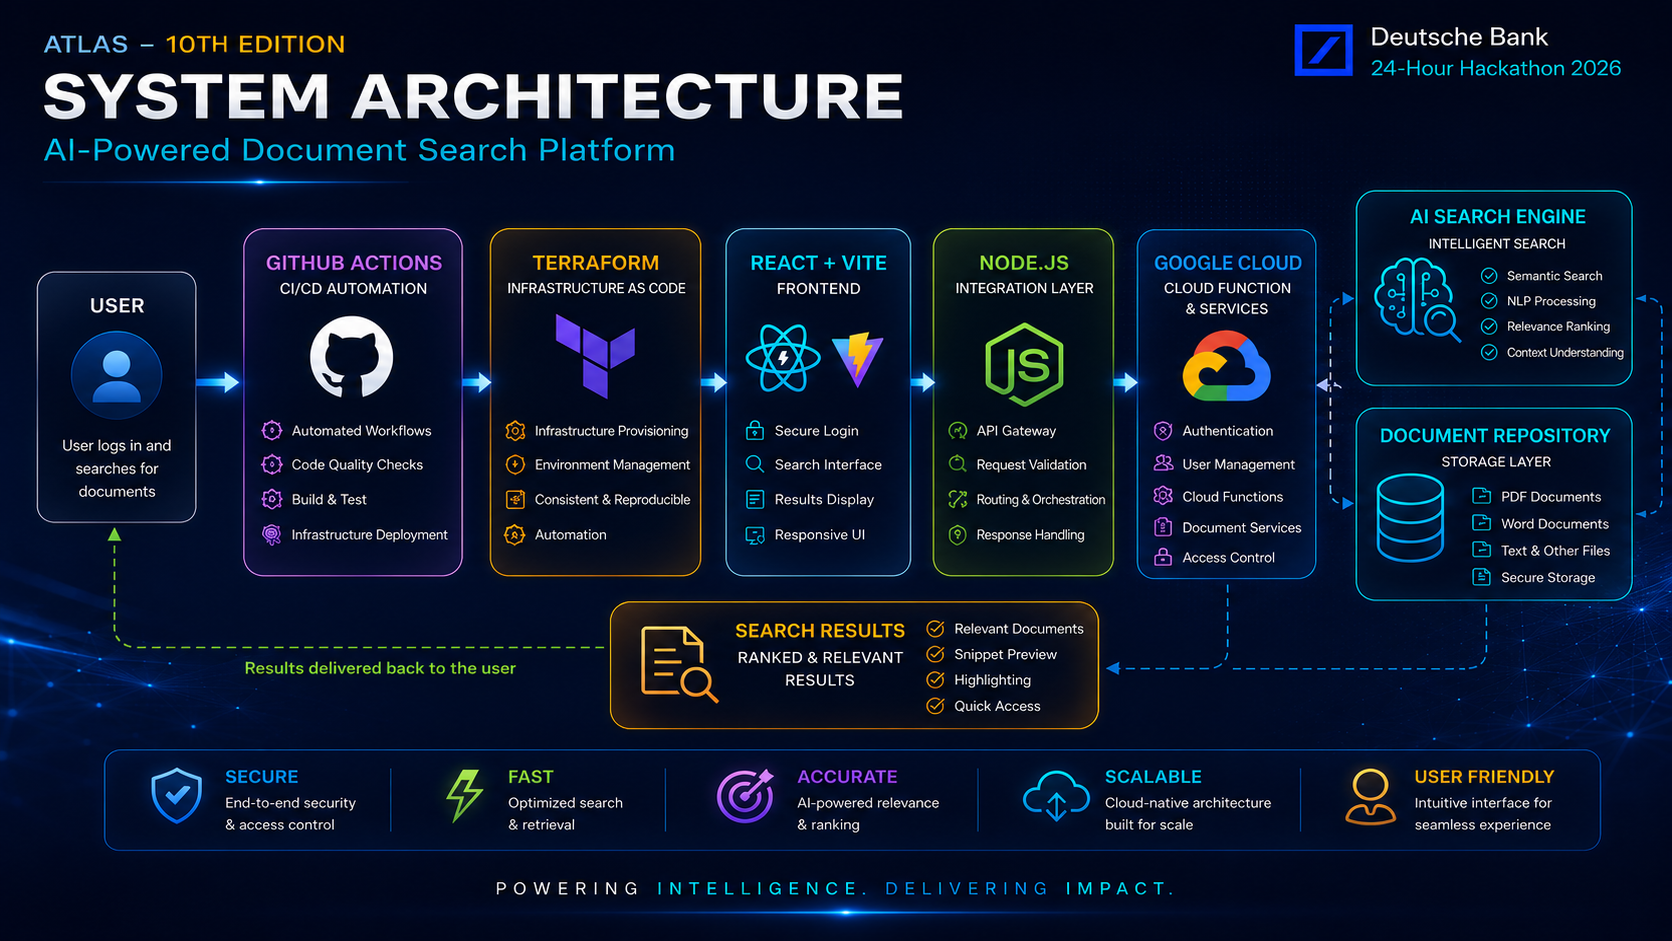 ATLAS – 10TH EDITION
SYSTEM ARCHITECTURE
AI-Powered Document Search Platform
Deutsche Bank
24-Hour Hackathon 2026
USER
User logs in and
searches for
documents
GITHUB ACTIONS
CI/CD AUTOMATION
Automated Workflows
Code Quality Checks
Build & Test
Infrastructure Deployment
TERRAFORM
INFRASTRUCTURE AS CODE
Infrastructure Provisioning
Environment Management
Consistent & Reproducible
Automation
REACT + VITE
FRONTEND
Secure Login
Search Interface
Results Display
Responsive UI
NODE.JS
INTEGRATION LAYER
JS
API Gateway
Request Validation
Routing & Orchestration
Response Handling
GOOGLE CLOUD
CLOUD FUNCTION
& SERVICES
Authentication
User Management
Cloud Functions
Document Services
Access Control
AI SEARCH ENGINE
INTELLIGENT SEARCH
Semantic Search
NLP Processing
Relevance Ranking
Context Understanding
DOCUMENT REPOSITORY
STORAGE LAYER
PDF Documents
Word Documents
Text & Other Files
Secure Storage
SEARCH RESULTS
RANKED & RELEVANT
RESULTS
Relevant Documents
Snippet Preview
Highlighting
Quick Access
Results delivered back to the user
SECURE
End-to-end security
& access control
FAST
Optimized search
& retrieval
ACCURATE
AI-powered relevance
& ranking
SCALABLE
Cloud-native architecture
built for scale
USER FRIENDLY
Intuitive interface for
seamless experience
POWERING INTELLIGENCE. DELIVERING IMPACT.